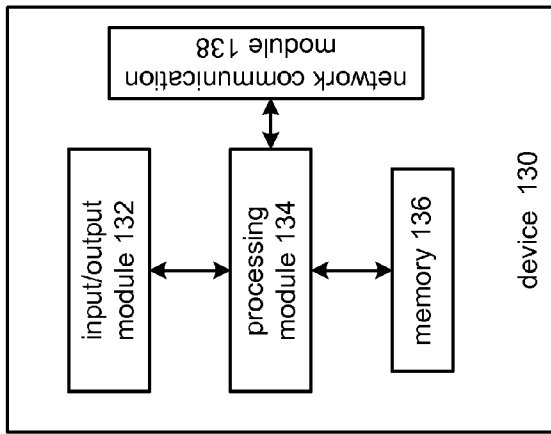 network communication
module 138
input/output
module 132
processing
module 134
memory 136
device 130